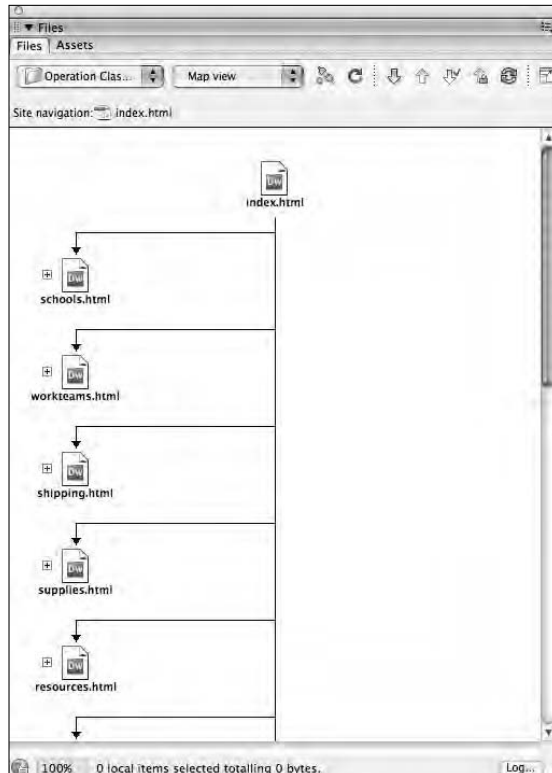 Files
Files Assets
Operation Clas... Map view
Site navigation: index.html
Dw
index.html
Dw
schools.html
Dw
workteams.html
Dw
shipping.html
Dw
supplies.html
Dw
resources.html
100% 0 local items selected totalling 0 bytes. Log...